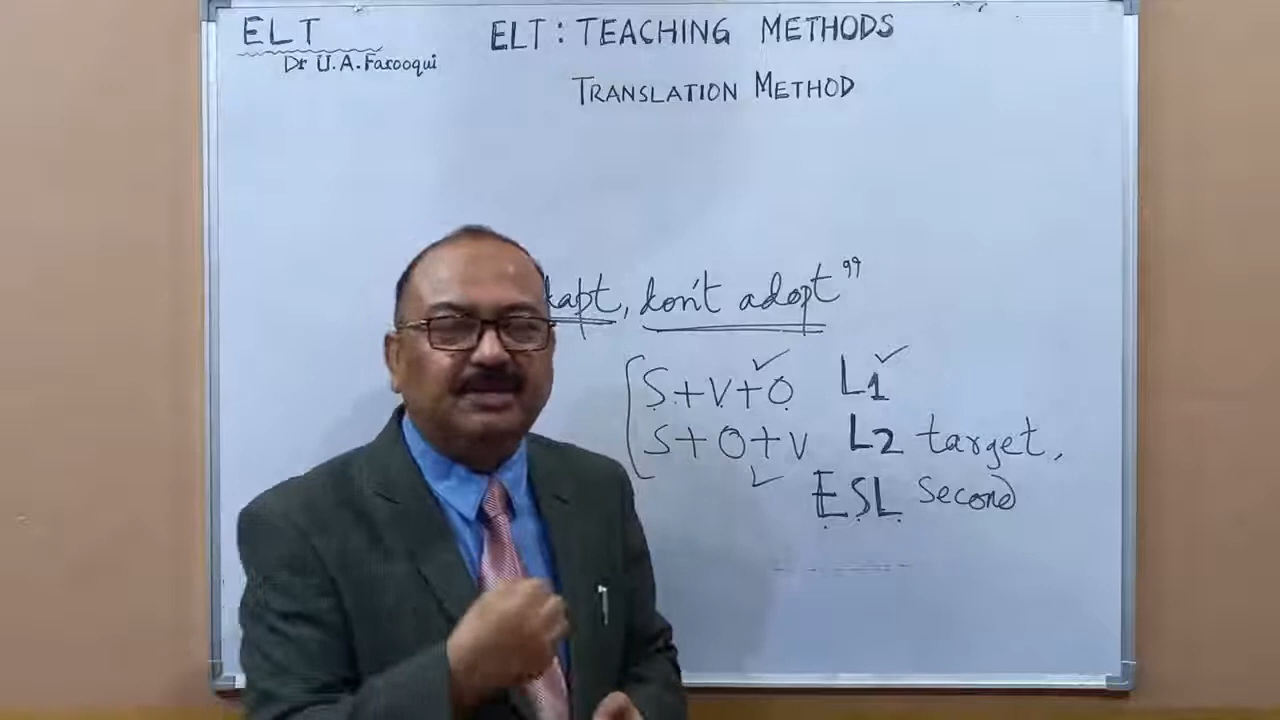 ELT
Dr U.A. Farooqui
ELT: TEACHING METHODS
TRANSLATION METHOD
don't adopt"
S+V+O L1
S+O+V L2 target,
ESL Second